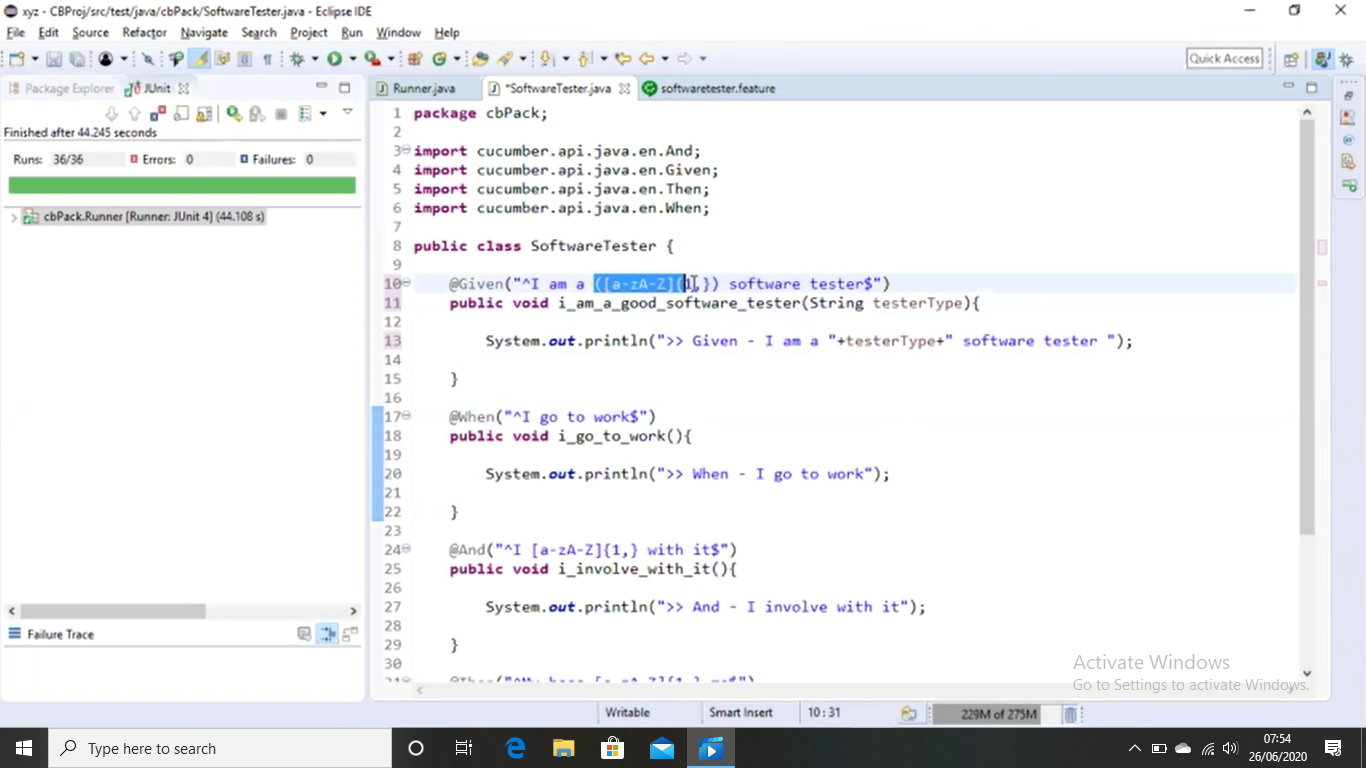 xyz - CBProj/src/test/java/cbPack/SoftwareTester.java - Eclipse IDE
File Edit Source Refactor Navigate Search Project Run Window Help
Quick Access
Package Explorer JUnit
Runner.java *SoftwareTester.java softwaretester.feature
Finished after 44.245 seconds
Runs: 36/36 Errors: 0 Failures: 0
cbPack.Runner [Runner: JUnit 4] (44.108 s)
Failure Trace
1 package cbPack;
2
3 import cucumber.api.java.en.And;
4 import cucumber.api.java.en.Given;
5 import cucumber.api.java.en.Then;
6 import cucumber.api.java.en.When;
7
8 public class SoftwareTester {
9
10 @Given("^I am a ([a-zA-Z]{1,}) software tester$")
11 public void i_am_a_good_software_tester(String testerType){
12
13 System.out.println(">> Given - I am a "+testerType+" software tester ");
14
15 }
16
17 @When("^I go to work$")
18 public void i_go_to_work(){
19
20 System.out.println(">> When - I go to work");
21
22 }
23
24 @And("^I [a-zA-Z]{1,} with it$")
25 public void i_involve_with_it(){
26
27 System.out.println(">> And - I involve with it");
28
29 }
30
Activate Windows
Go to Settings to activate Windows.
Writable Smart Insert 10:31 229M of 275M
Type here to search
07:54
26/06/2020